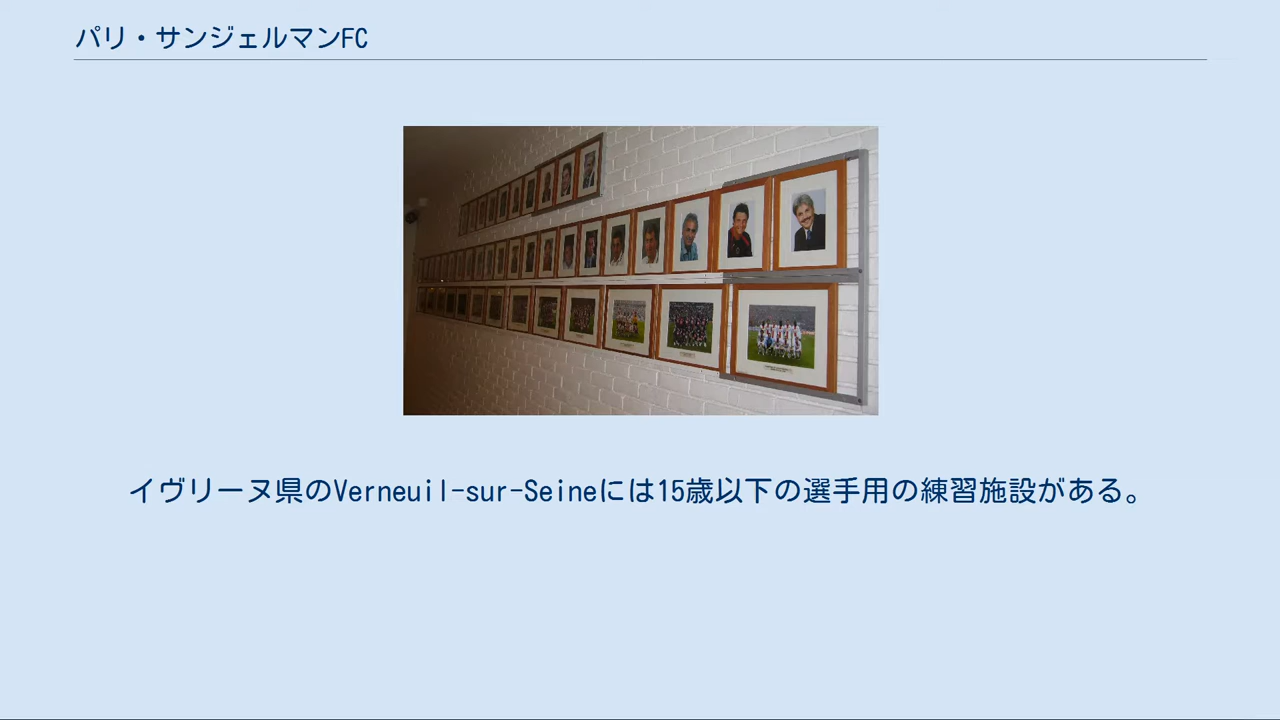 パリ・サンジェルマンFC
イヴリーヌ県のVerneuil-sur-Seineには15歳以下の選手用の練習施設がある。